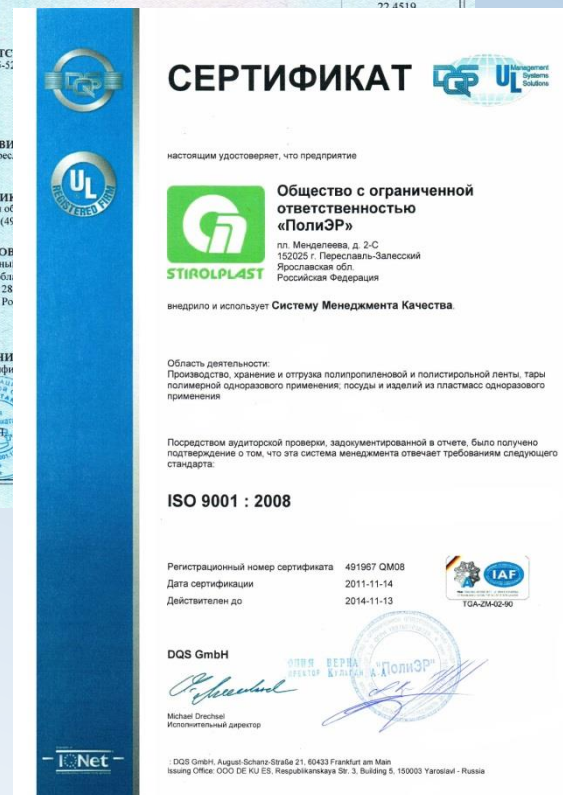 22 4519
DQS
СЕРТИФИКАТ
DQS
UL
Management
Systems
Solutions
UL
REGISTERED FIRM
настоящим удостоверяет, что предприятие
STIROLPLAST
Общество с ограниченной
ответственностью
«ПолиЭР»
пл. Менделеева, д. 2-С
152025 г. Переславль-Залесский
Ярославская обл.
Российская Федерация
внедрило и использует Систему Менеджмента Качества.
Область деятельности:
Производство, хранение и отгрузка полипропиленовой и полистирольной ленты, тары
полимерной одноразового применения; посуды и изделий из пластмасс одноразового
применения
Посредством аудиторской проверки, задокументированной в отчете, было получено
подтверждение о том, что эта система менеджмента отвечает требованиям следующего
стандарта:
ISO 9001 : 2008
Регистрационный номер сертификата 491967 QM08
Дата сертификации 2011-11-14
Действителен до 2014-11-13
IAF
TGA-ZM-02-90
DQS GmbH
КОПИЯ ВЕРНА
"ПолиЭР"
Michael Drechsel
Исполнительный директор
IQNet
: DQS GmbH, August-Schanz-Straße 21, 60433 Frankfurt am Main
Issuing Office: OOO DE KU ES, Respublikanskaya Str. 3, Building 5, 150003 Yaroslavl - Russia